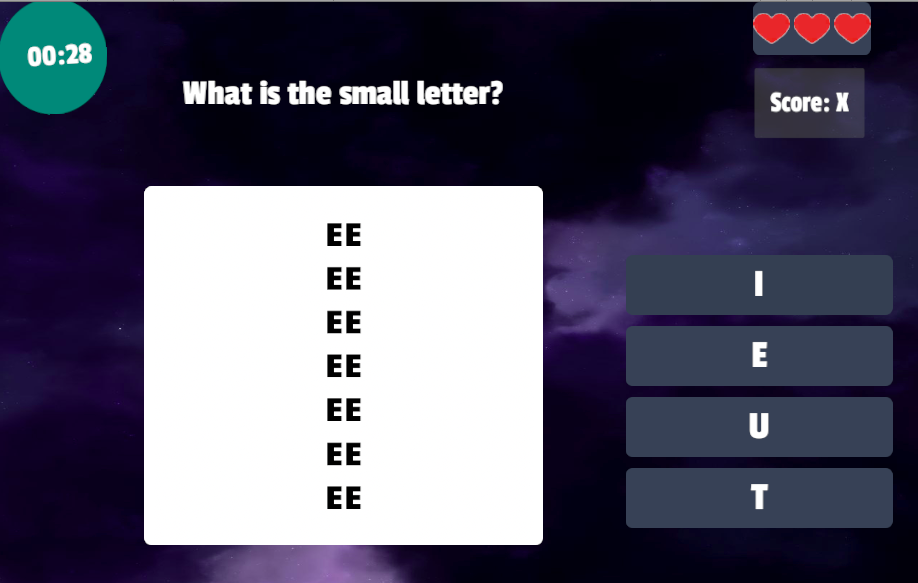 00:28
What is the small letter?
Score: X
EE
EE
EE
EE
EE
EE
EE
I
E
U
T